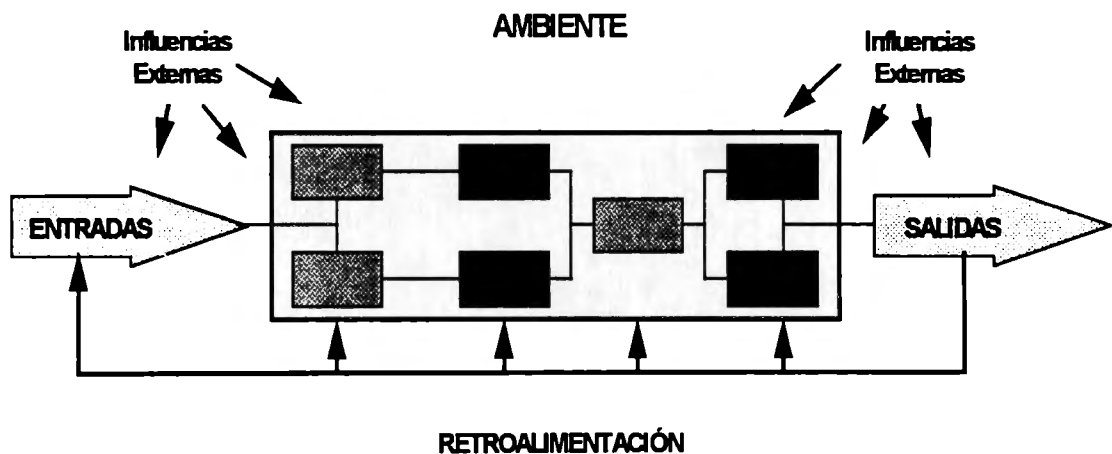 AMBIENTE
Influencias
Externas
Influencias
Externas
ENTRADAS
SALIDAS
RETROALIMENTACIÓN